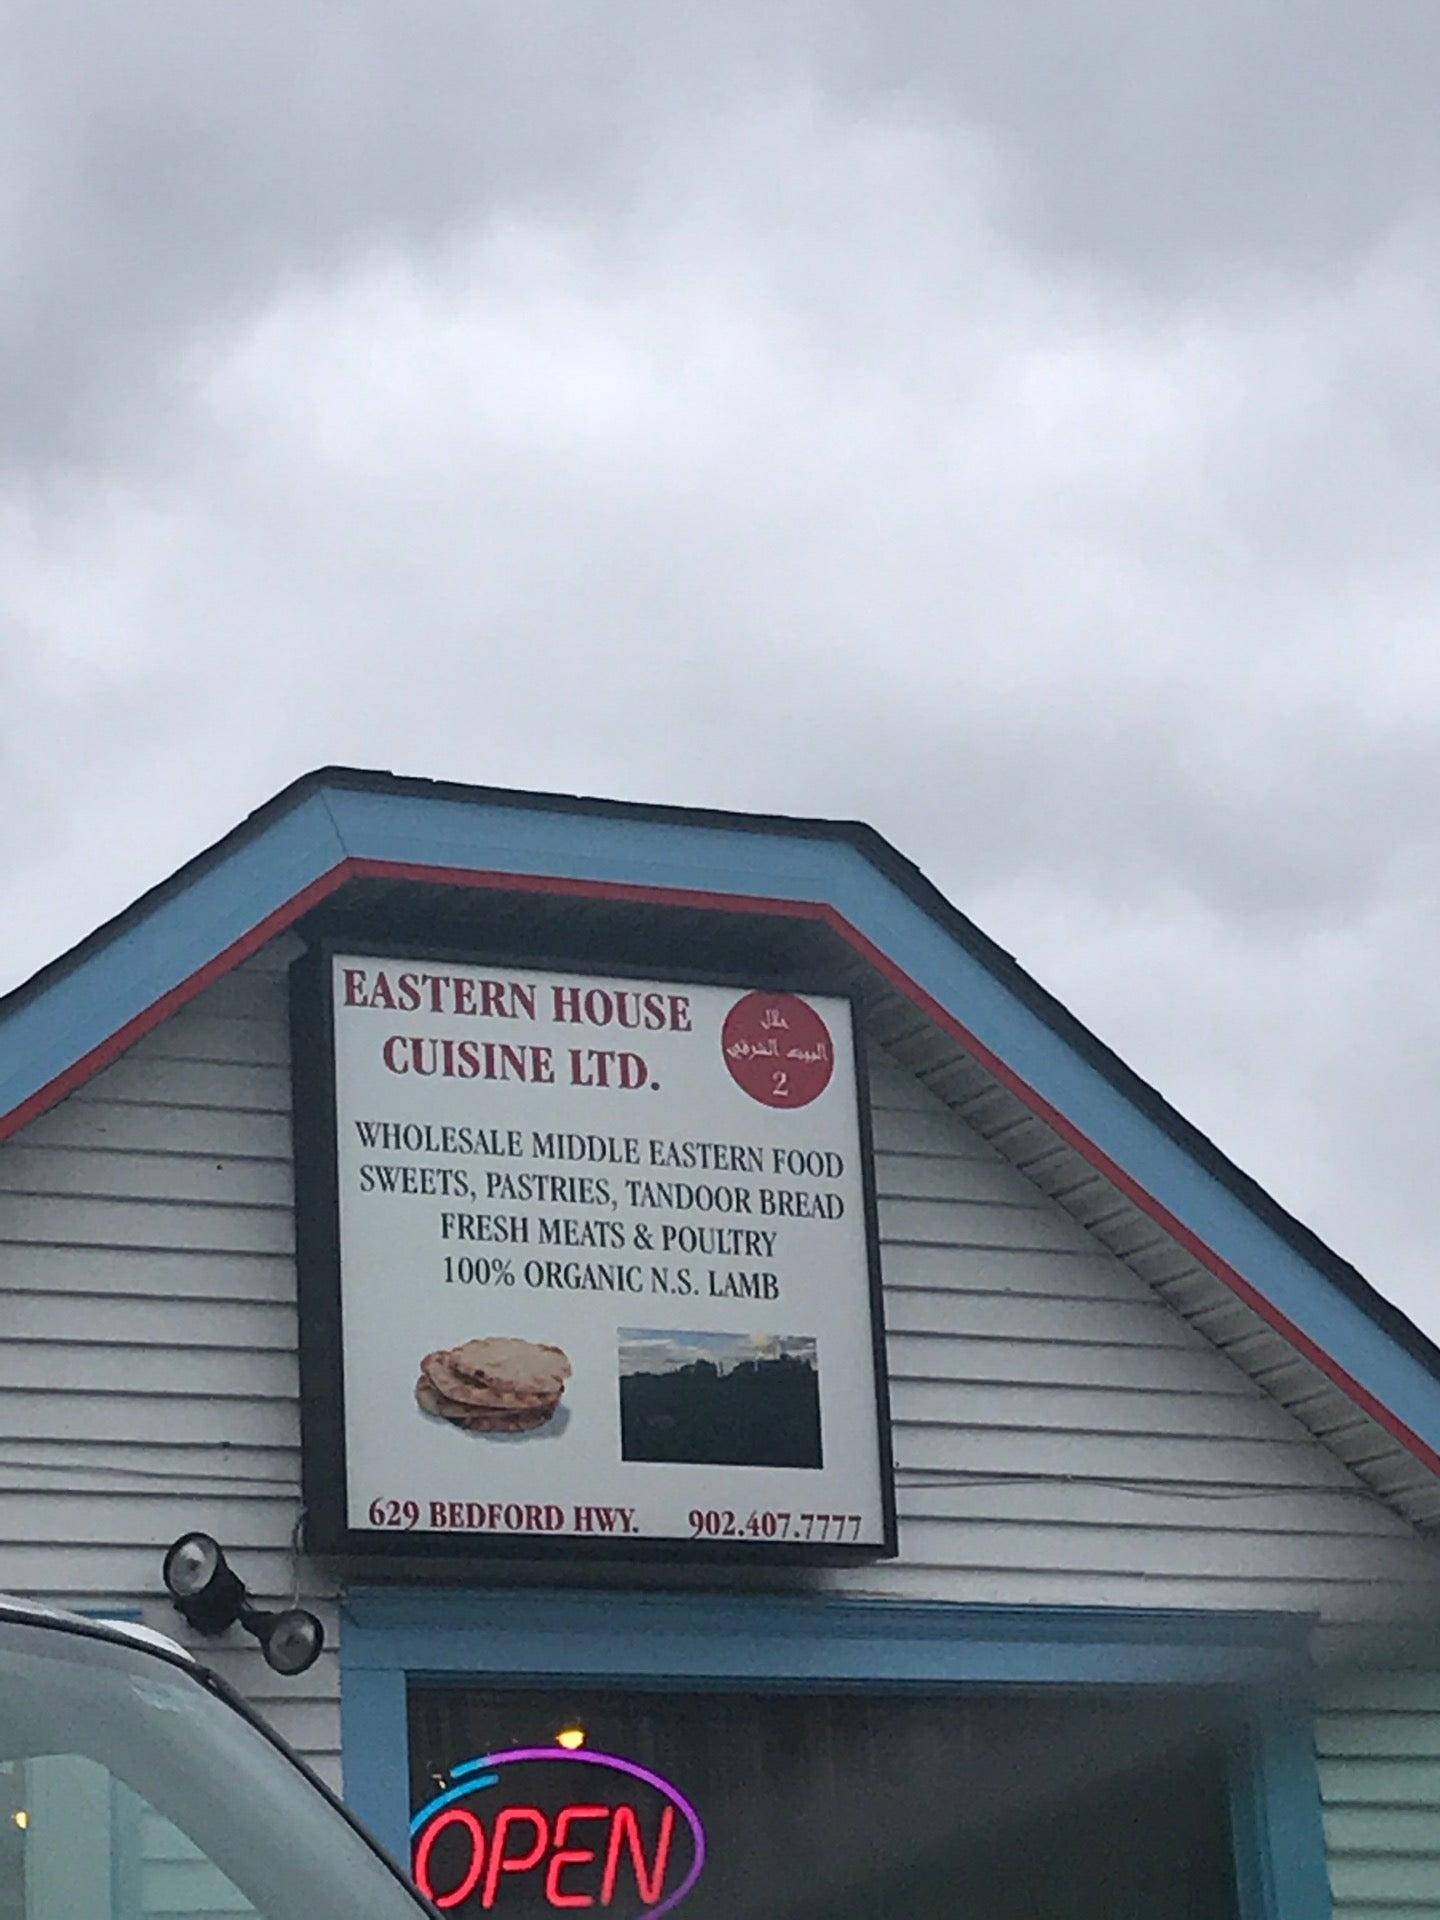 EASTERN HOUSE
CUISINE LTD.
حلال
البيت الشرقي
2
WHOLESALE MIDDLE EASTERN FOOD
SWEETS, PASTRIES, TANDOOR BREAD
FRESH MEATS & POULTRY
100% ORGANIC N.S. LAMB
629 BEDFORD HWY. 902.407.7777
OPEN